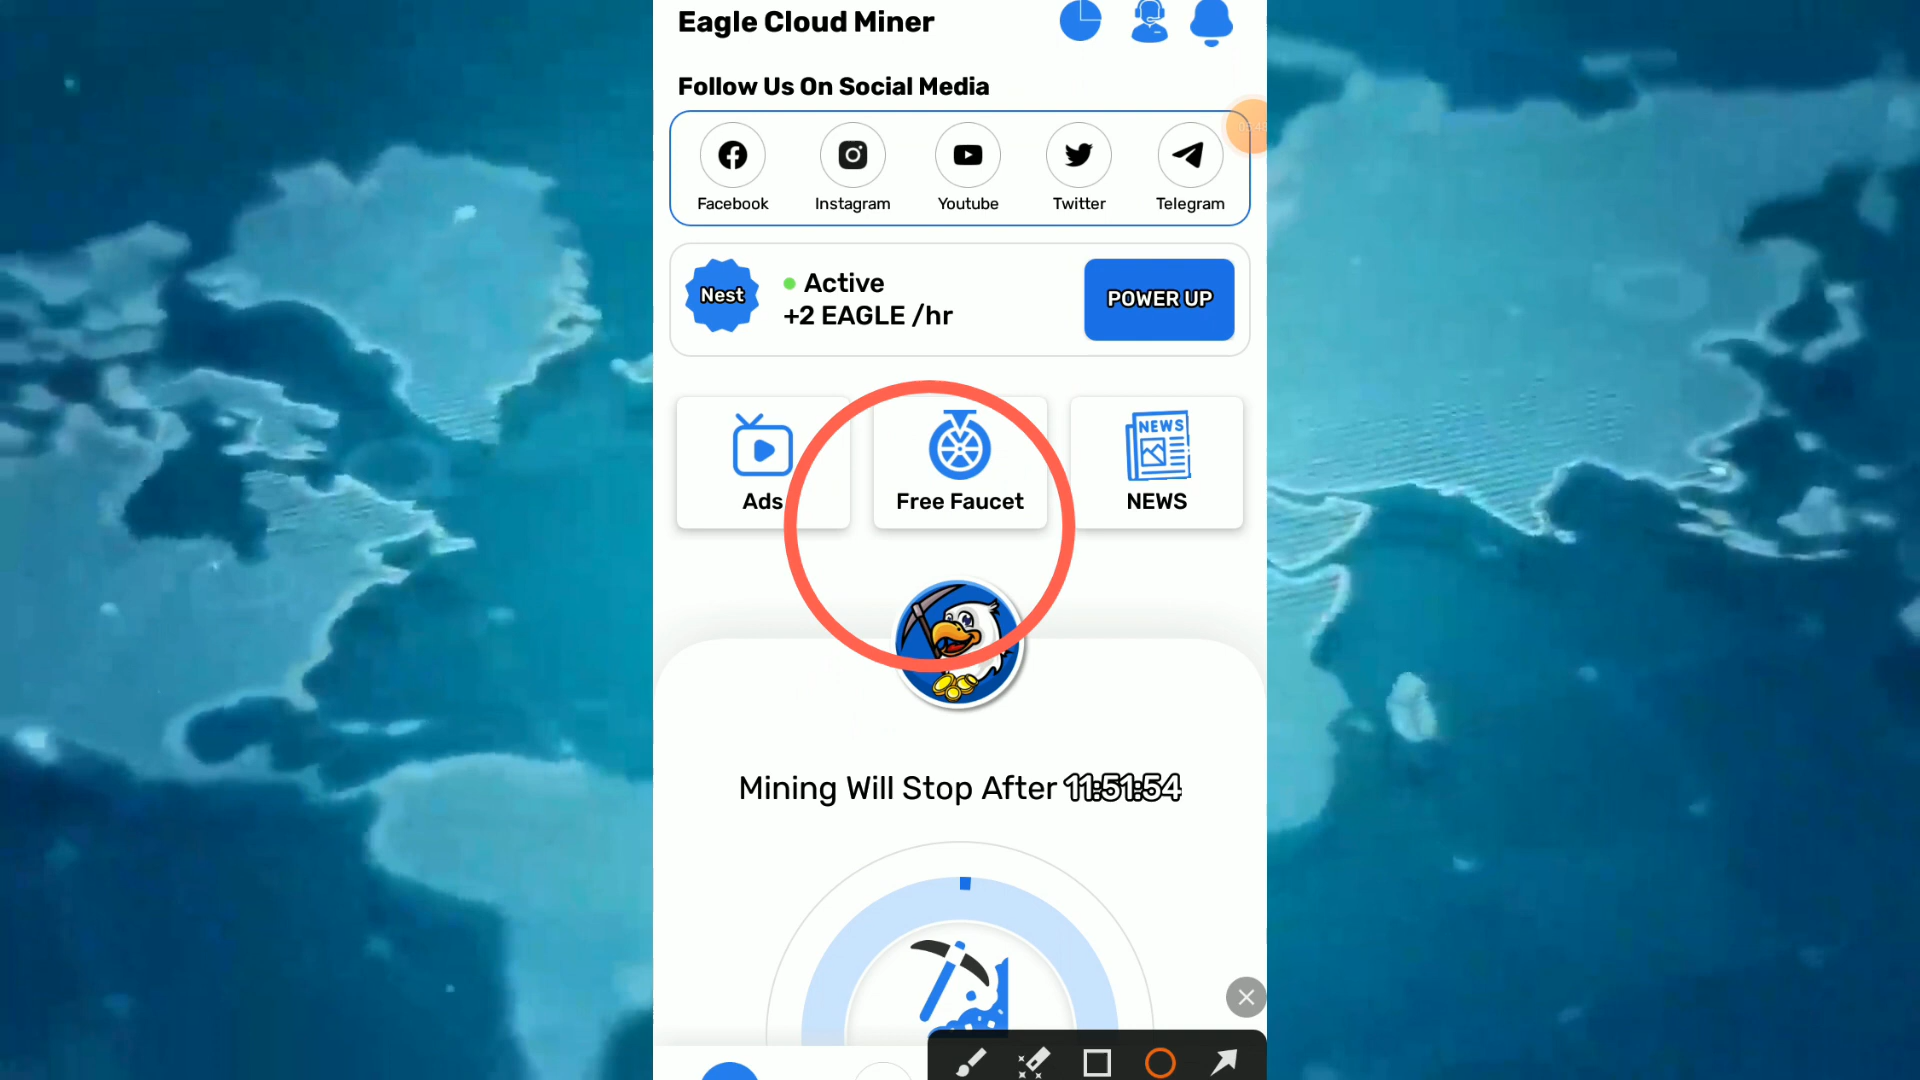 Eagle Cloud Miner
Follow Us On Social Media
Facebook Instagram Youtube Twitter Telegram
Nest
Active
+2 EAGLE /hr
POWER UP
NEWS
Ads Free Faucet NEWS
Mining Will Stop After 11:51:54